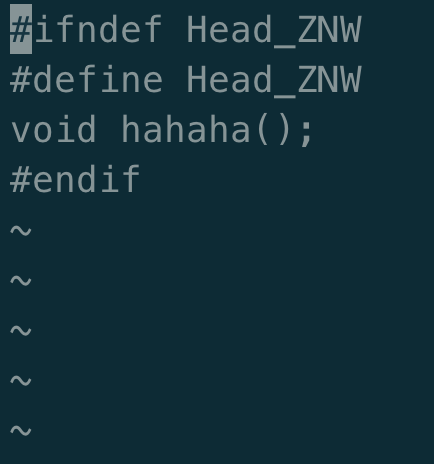 #ifndef Head_ZNW
#define Head_ZNW
void hahaha();
#endif
~
~
~
~
~